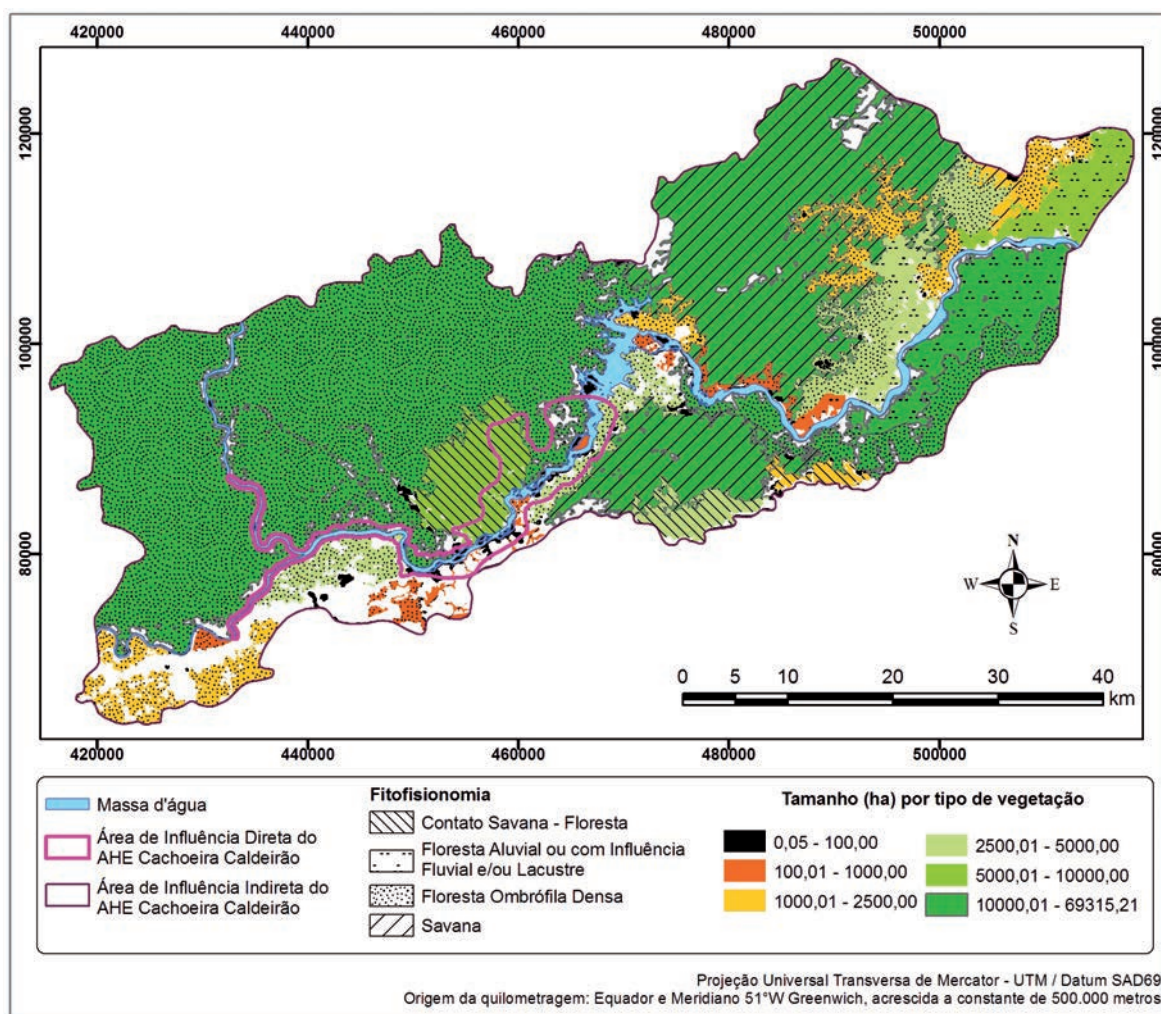 420000 440000 460000 480000 500000
120000 120000
100000 100000
80000 80000
N
W E
S
0 5 10 20 30 40
km
420000 440000 460000 480000 500000
Massa d'água
Área de Influência Direta do
AHE Cachoeira Caldeirão
Área de Influência Indireta do
AHE Cachoeira Caldeirão
Fitofisionomia
Contato Savana - Floresta
Floresta Aluvial ou com Influência
Fluvial e/ou Lacustre
Floresta Ombrófila Densa
Savana
Tamanho (ha) por tipo de vegetação
0,05 - 100,00
100,01 - 1000,00
1000,01 - 2500,00
2500,01 - 5000,00
5000,01 - 10000,00
10000,01 - 69315,21
Projeção Universal Transversa de Mercator - UTM / Datum SAD69
Origem da quilometragem: Equador e Meridiano 51°W Greenwich, acrescida a constante de 500.000 metros